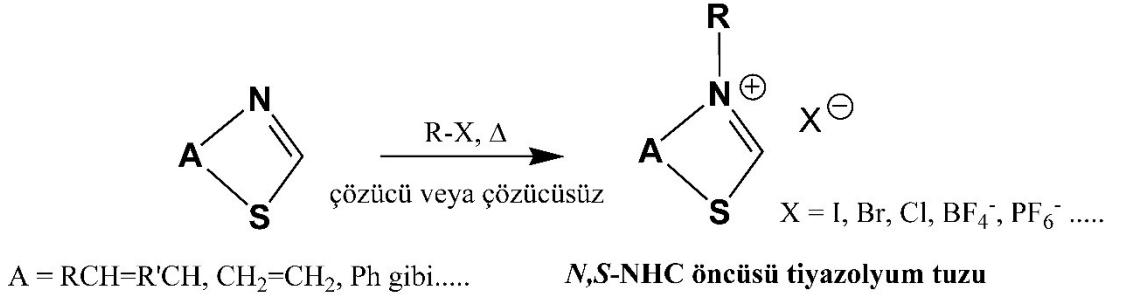 R
N ⊕
N
X ⊖
A
R-X, Δ
A
çözücü veya çözücüsüz
S
S
X = I, Br, Cl, BF₄⁻, PF₆⁻ .....
A = RCH=R'CH, CH₂=CH₂, Ph gibi.....
N,S-NHC öncüsü tiyazolyum tuzu